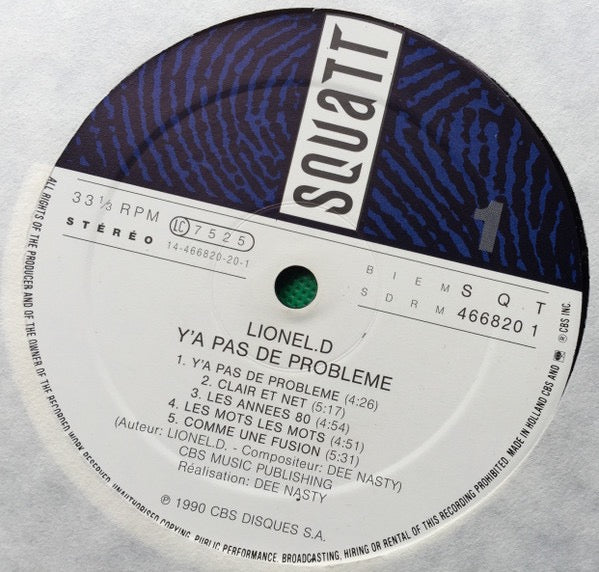 SQUATT
1
33 1/3 RPM
STÉRÉO
LC 7525
14-466820-20-1
BIEM
SDRM
SQT
466820 1
LIONEL.D
Y'A PAS DE PROBLEME
1. Y'A PAS DE PROBLEME (4:26)
2. CLAIR ET NET (5:17)
3. LES ANNEES 80 (4:54)
4. LES MOTS LES MOTS (4:51)
5. COMME UNE FUSION (5:31)
(Auteur: LIONEL.D. - Compositeur: DEE NASTY)
CBS MUSIC PUBLISHING
Réalisation: DEE NASTY
℗ 1990 CBS DISQUES S.A.
ALL RIGHTS OF THE PRODUCER AND OF THE OWNER OF THE RECORDED WORK RESERVED. UNAUTHORISED COPYING, PUBLIC PERFORMANCE, BROADCASTING, HIRING OR RENTAL OF THIS RECORDING PROHIBITED. MADE IN HOLLAND CBS AND ® CBS INC.